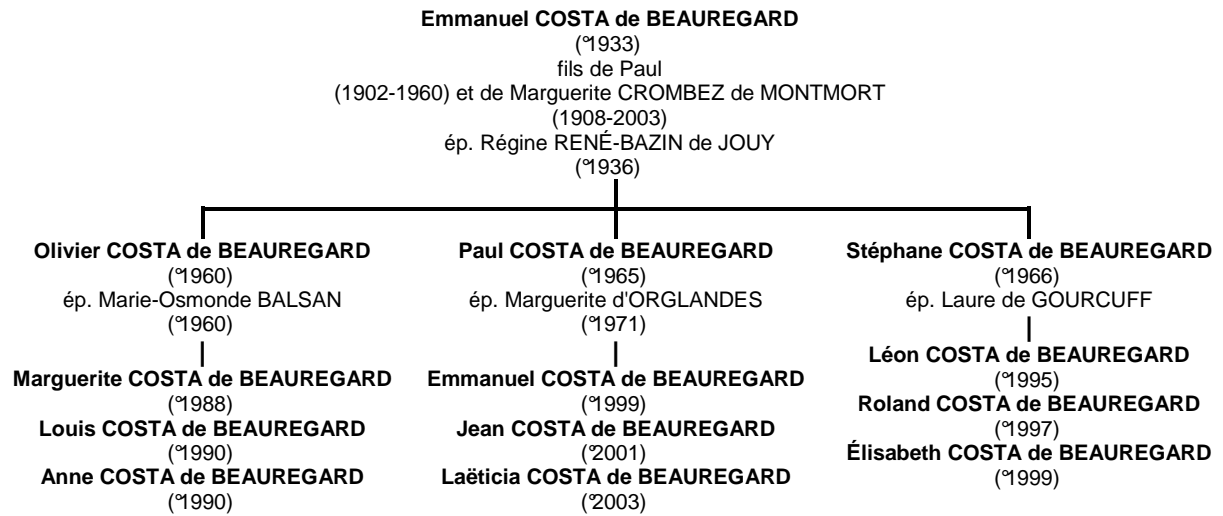 Emmanuel COSTA de BEAUREGARD
(°1933)
fils de Paul
(1902-1960) et de Marguerite CROMBEZ de MONTMORT
(1908-2003)
ép. Régine RENÉ-BAZIN de JOUY
(°1936)
Olivier COSTA de BEAUREGARD
(°1960)
ép. Marie-Osmonde BALSAN
(°1960)
Marguerite COSTA de BEAUREGARD
(°1988)
Louis COSTA de BEAUREGARD
(°1990)
Anne COSTA de BEAUREGARD
(°1990)
Paul COSTA de BEAUREGARD
(°1965)
ép. Marguerite d'ORGLANDES
(°1971)
Emmanuel COSTA de BEAUREGARD
(°1999)
Jean COSTA de BEAUREGARD
(°2001)
Laëticia COSTA de BEAUREGARD
(°2003)
Stéphane COSTA de BEAUREGARD
(°1966)
ép. Laure de GOURCUFF
Léon COSTA de BEAUREGARD
(°1995)
Roland COSTA de BEAUREGARD
(°1997)
Élisabeth COSTA de BEAUREGARD
(°1999)